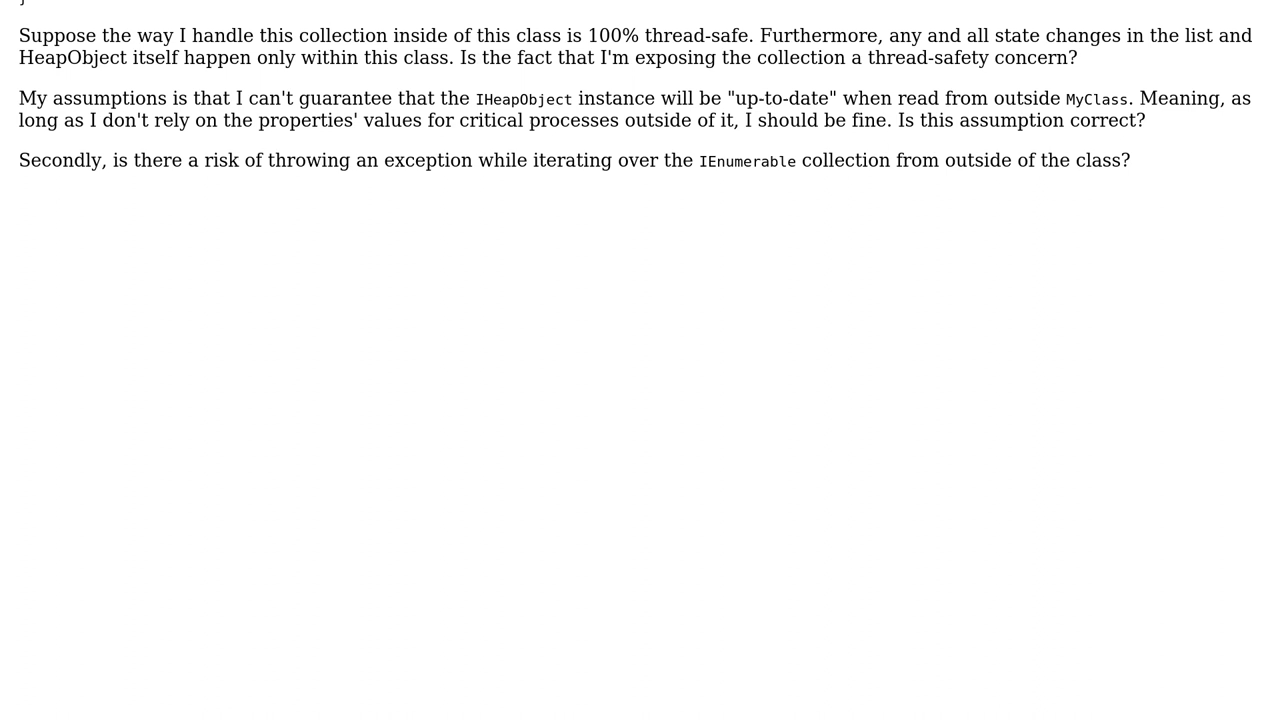 }
Suppose the way I handle this collection inside of this class is 100% thread-safe. Furthermore, any and all state changes in the list and
HeapObject itself happen only within this class. Is the fact that I'm exposing the collection a thread-safety concern?
My assumptions is that I can't guarantee that the IHeapObject instance will be "up-to-date" when read from outside MyClass. Meaning, as
long as I don't rely on the properties' values for critical processes outside of it, I should be fine. Is this assumption correct?
Secondly, is there a risk of throwing an exception while iterating over the IEnumerable collection from outside of the class?